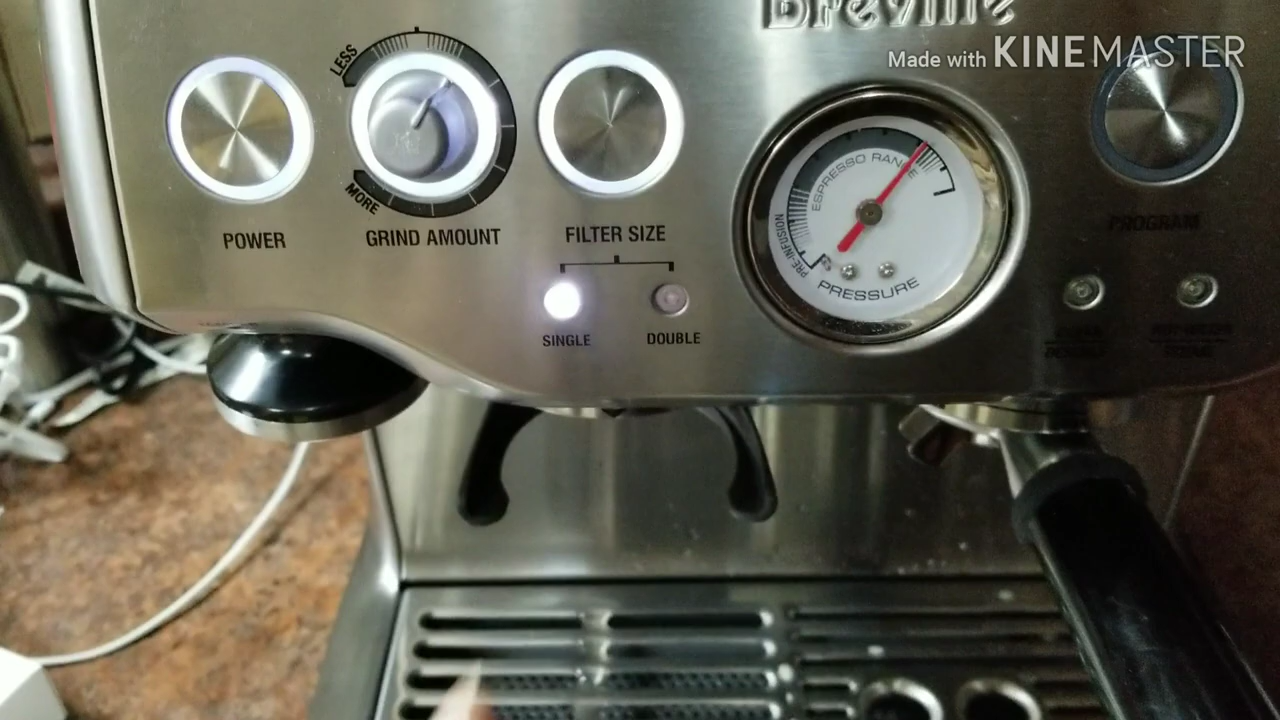 Breville
Made with KINEMASTER
LESS
MORE
POWER
GRIND AMOUNT
FILTER SIZE
SINGLE
DOUBLE
ESPRESSO RANGE
PRE-INFUSION
PRESSURE
PROGRAM